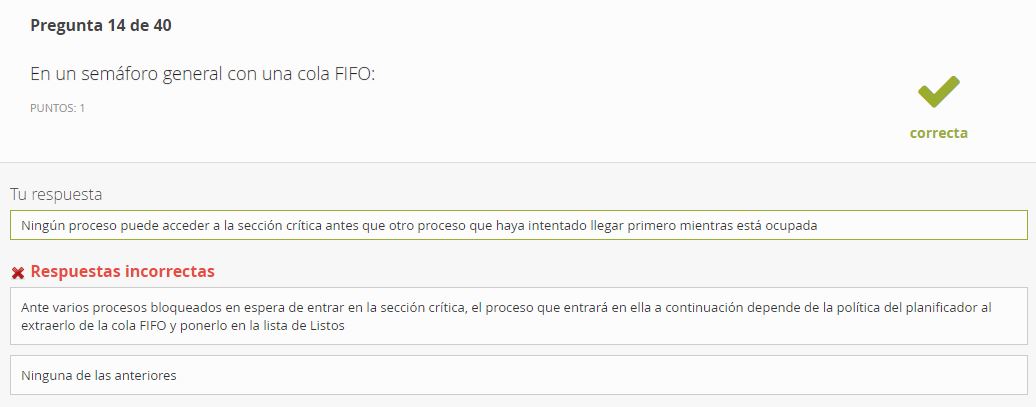 Pregunta 14 de 40
En un semáforo general con una cola FIFO:
PUNTOS: 1
correcta
Tu respuesta
Ningún proceso puede acceder a la sección crítica antes que otro proceso que haya intentado llegar primero mientras está ocupada
Respuestas incorrectas
Ante varios procesos bloqueados en espera de entrar en la sección crítica, el proceso que entrará en ella a continuación depende de la política del planificador al
extraerlo de la cola FIFO y ponerlo en la lista de Listos
Ninguna de las anteriores